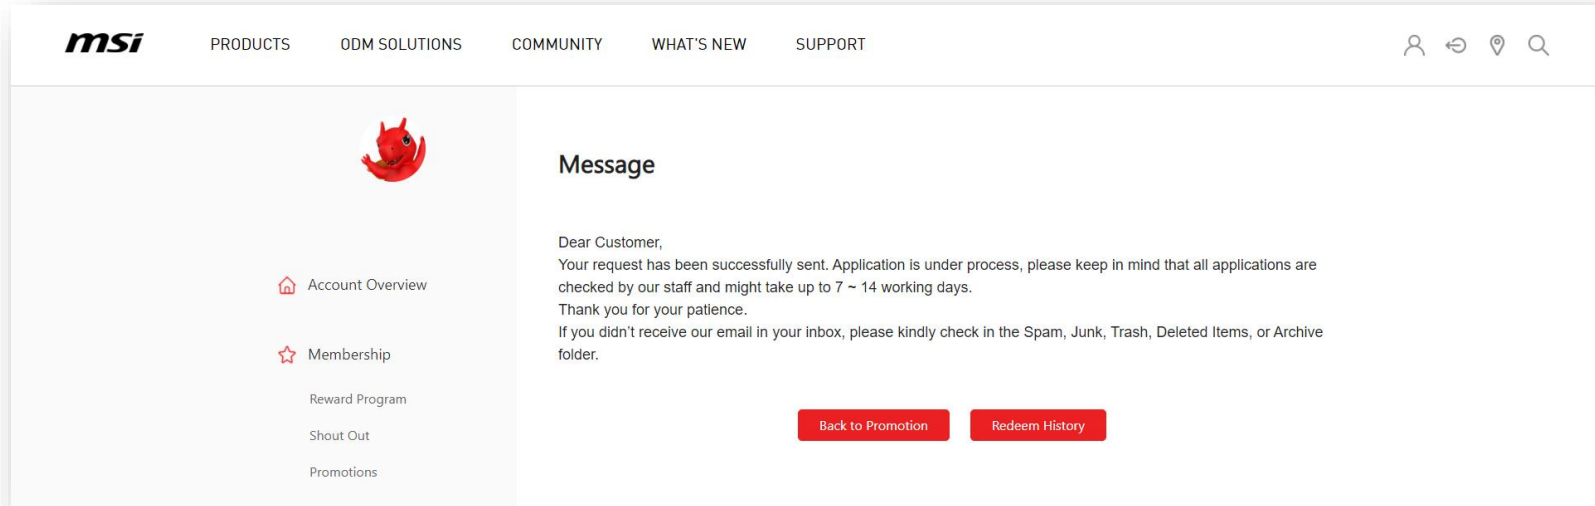 msi
PRODUCTS
ODM SOLUTIONS
COMMUNITY
WHAT'S NEW
SUPPORT
Account Overview
Membership
Reward Program
Shout Out
Promotions
Message
Dear Customer,
Your request has been successfully sent. Application is under process, please keep in mind that all applications are
checked by our staff and might take up to 7 ~ 14 working days.
Thank you for your patience.
If you didn’t receive our email in your inbox, please kindly check in the Spam, Junk, Trash, Deleted Items, or Archive
folder.
Back to Promotion
Redeem History